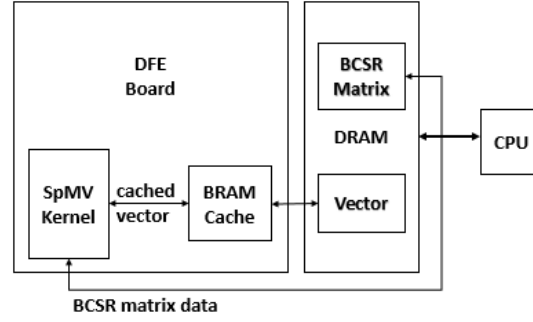 DFE
Board
SpMV
Kernel
cached
vector
BRAM
Cache
BCSR
Matrix
DRAM
Vector
CPU
BCSR matrix data